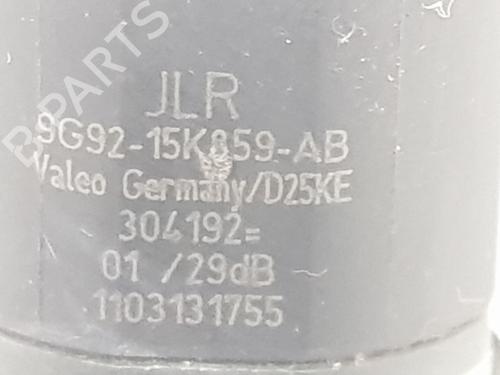 B-PARTS
JLR
9G92-15K859-AB
Valeo Germany/D25KE
304192=
01 /29dB
1103131755